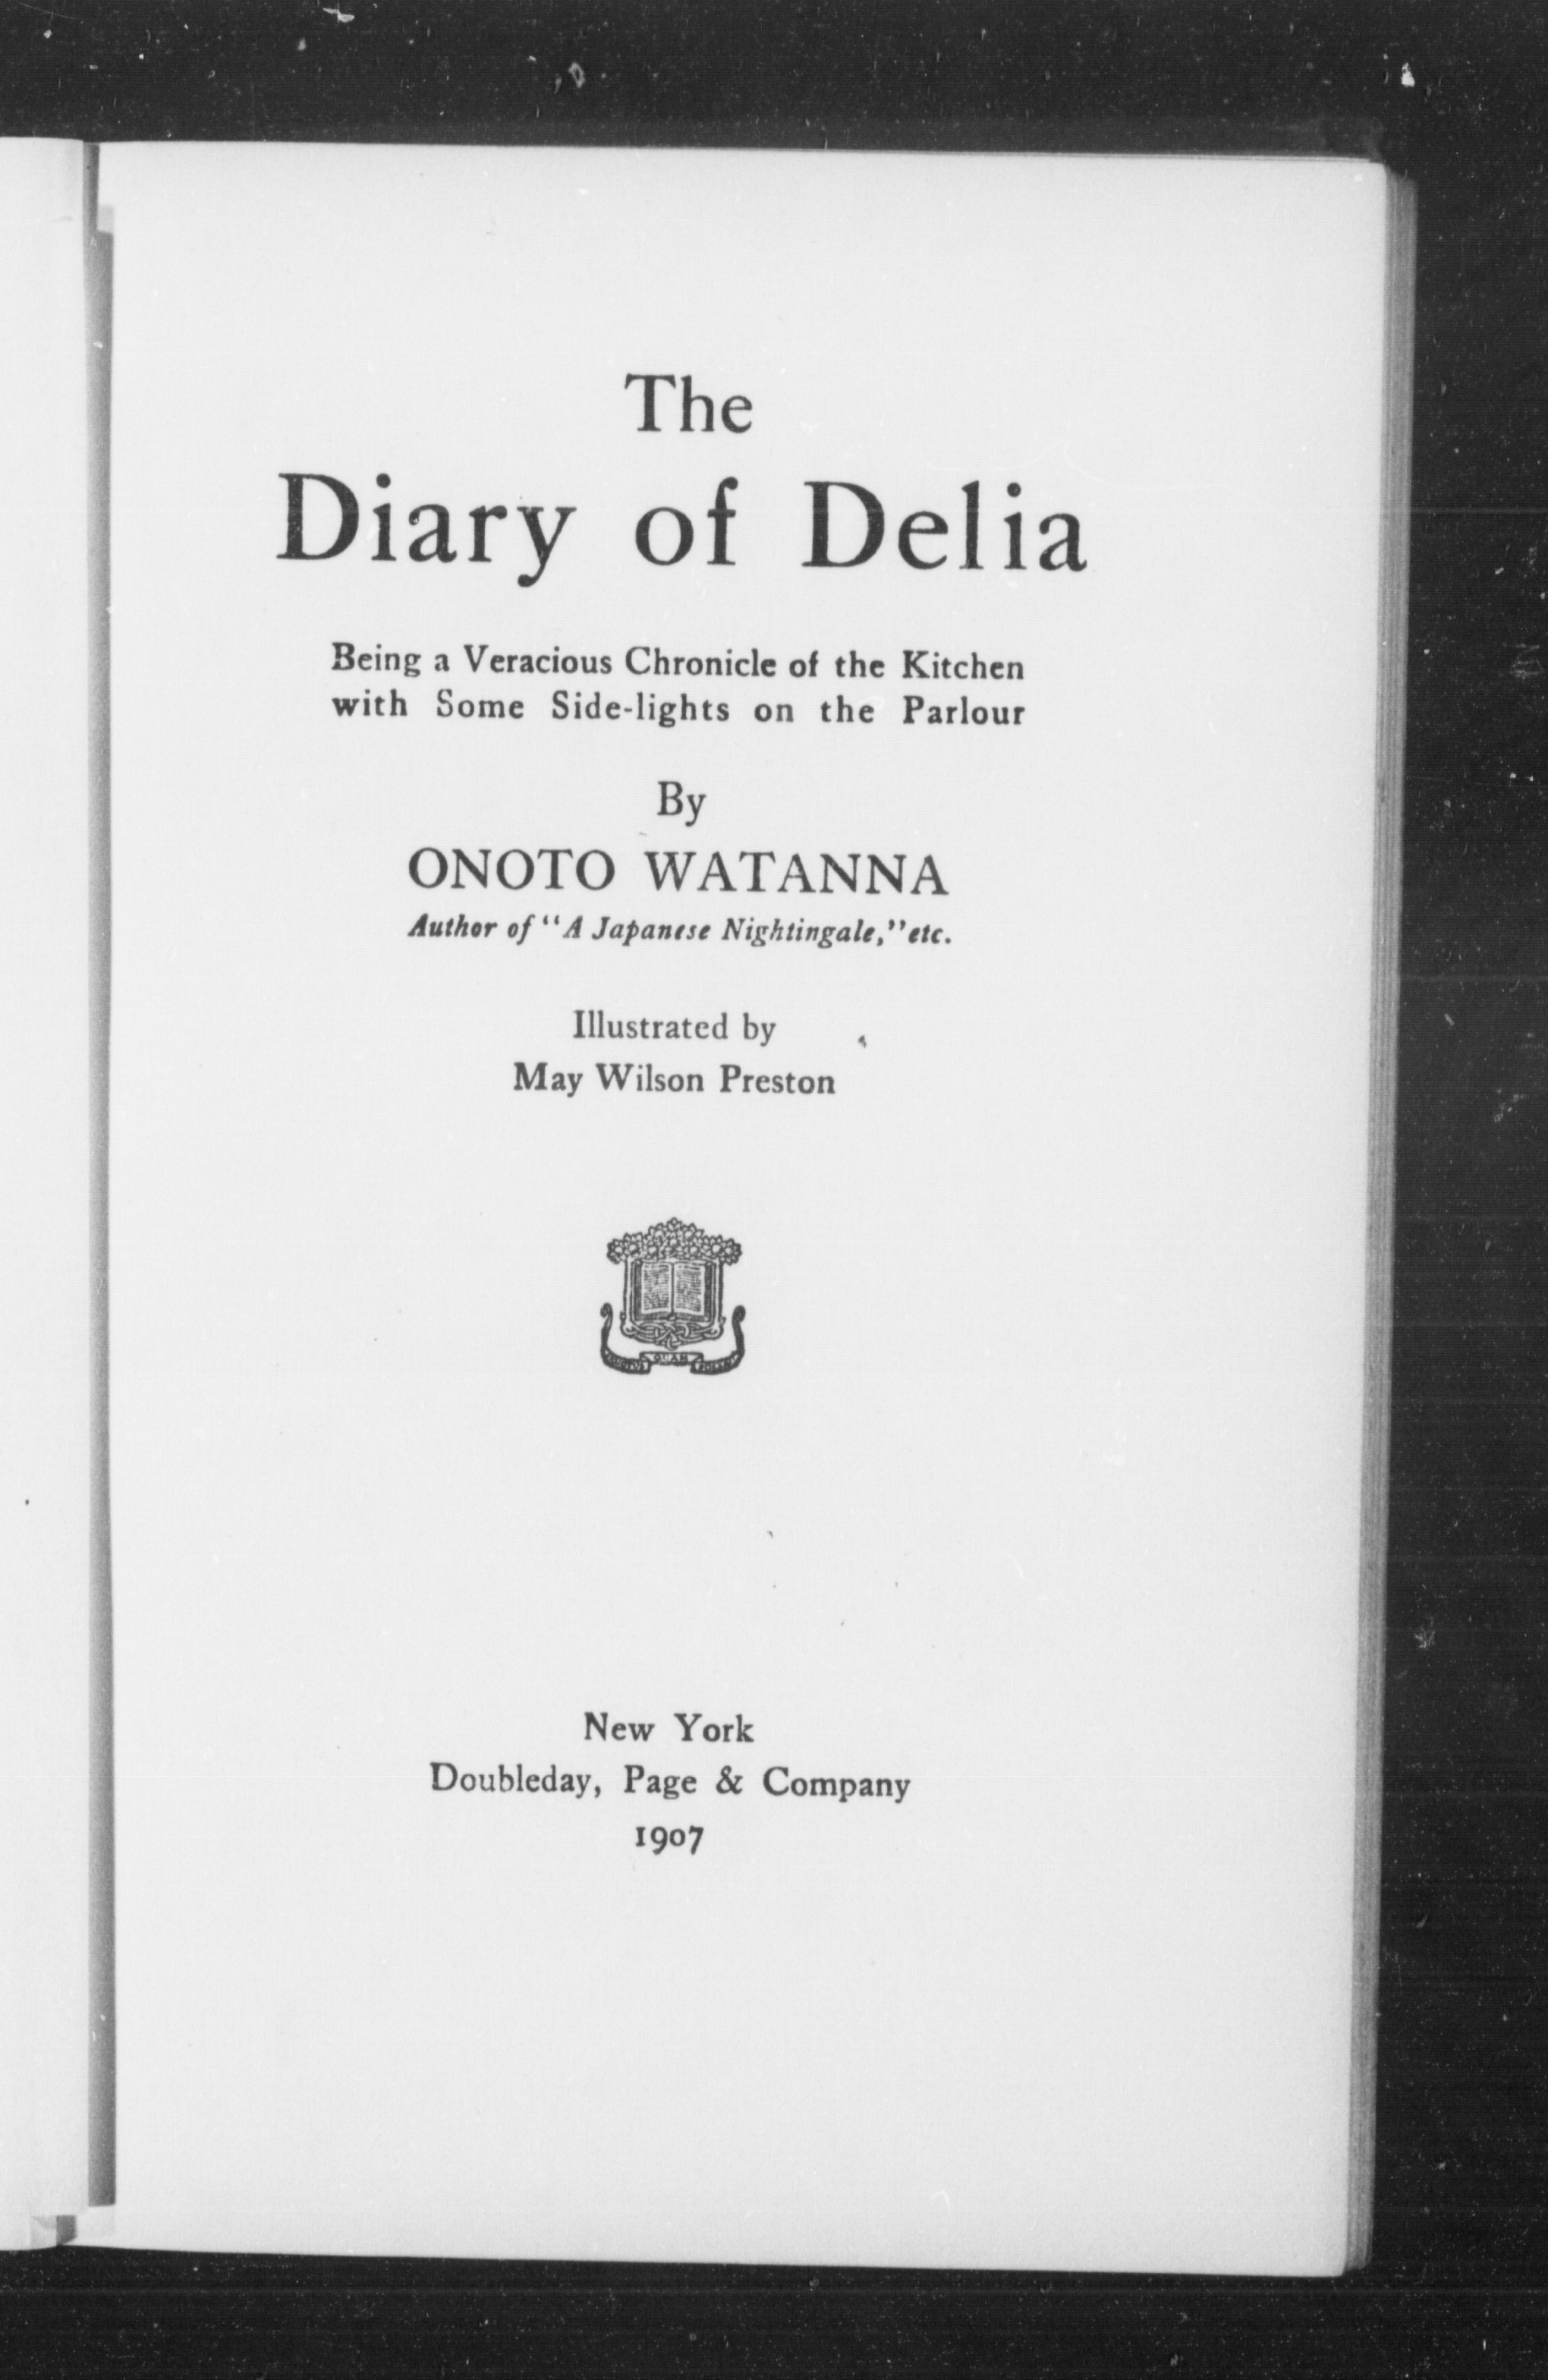 The
Diary of Delia
Being a Veracious Chronicle of the Kitchen
with Some Side-lights on the Parlour
By
ONOTO WATANNA
Author of "A Japanese Nightingale," etc.
Illustrated by
May Wilson Preston
QUAM
New York
Doubleday, Page & Company
1907